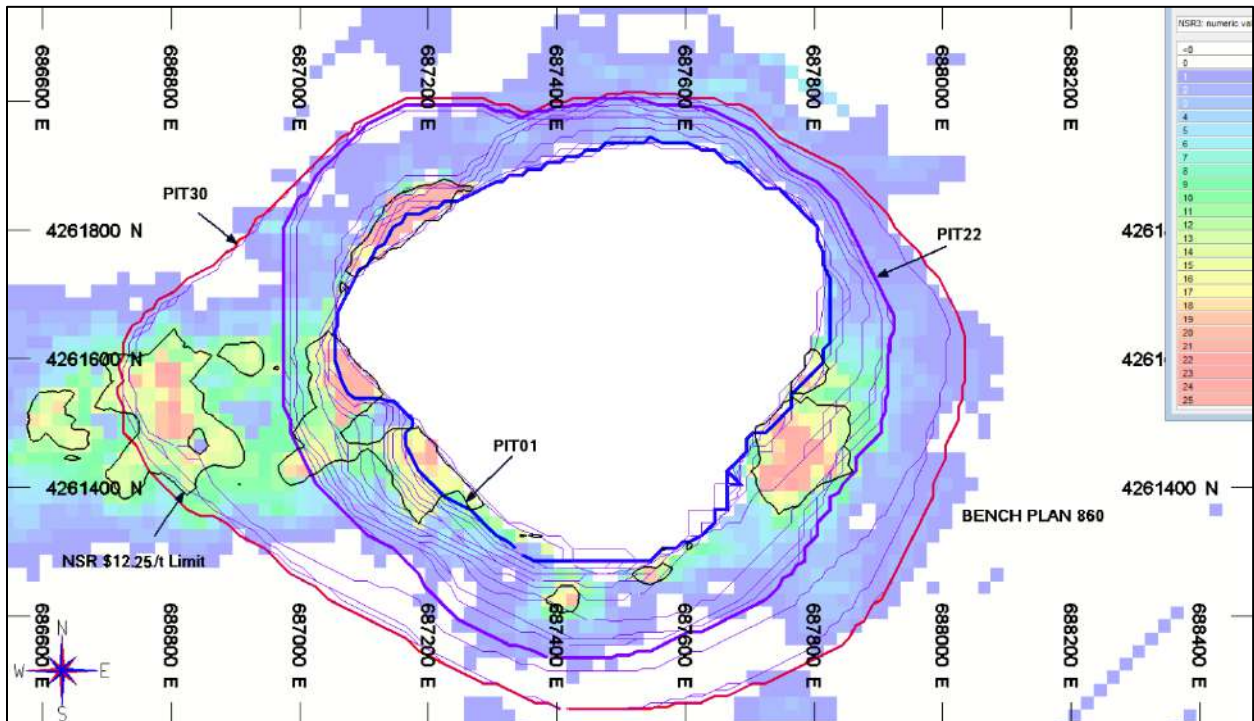 686600 E
686800 E
687000 E
687200 E
687400 E
687600 E
687800 E
688000 E
688200 E
NSR3: numeric va
<0
0
1
2
3
4
5
6
7
8
9
10
11
12
13
14
15
16
17
18
19
20
21
22
23
24
25
PIT30
4261800 N
4261
PIT22
4261600 N
4261
PIT01
4261400 N
4261400 N
BENCH PLAN 860
NSR $12.25/t Limit
686600 E
686800 E
687000 E
687200 E
687400 E
687600 E
687800 E
688000 E
688200 E
688400 E
N
W
E
S